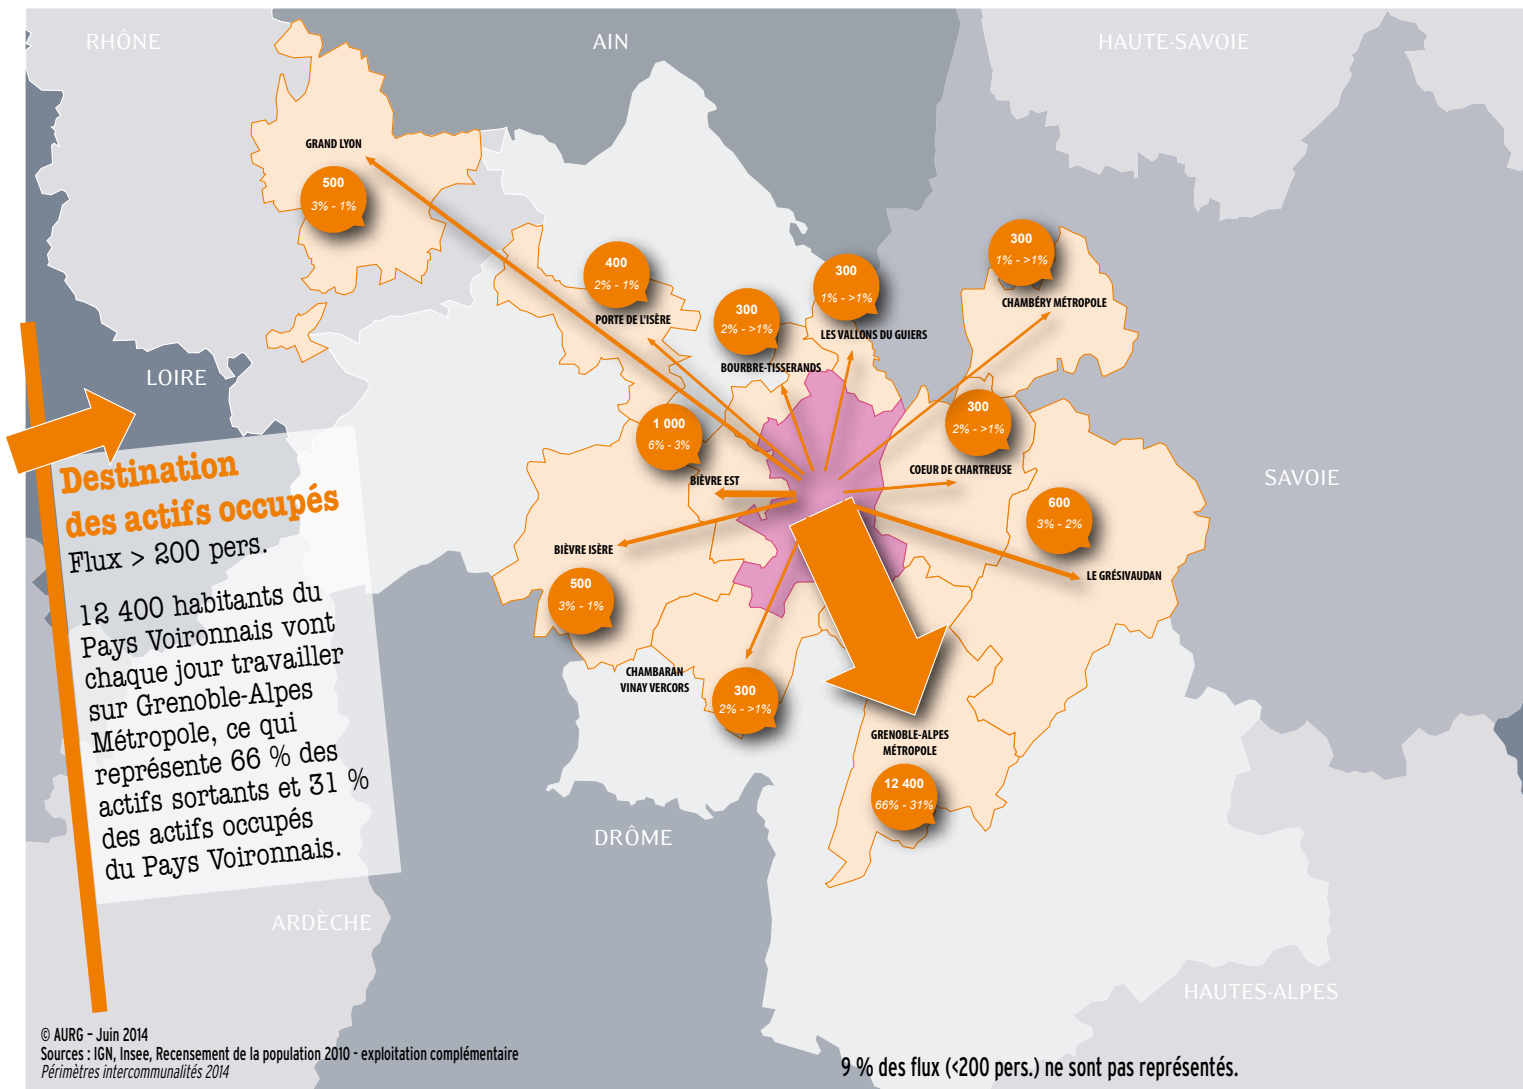 RHÔNE
AIN
HAUTE-SAVOIE
GRAND LYON
500
3% - 1%
400
2% - 1%
PORTE DE L'ISÈRE
300
2% - >1%
BOURBRE-TISSERANDS
300
1% - >1%
LES VALLONS DU GUIERS
300
1% - >1%
CHAMBÉRY MÉTROPOLE
LOIRE
1 000
6% - 3%
BIÈVRE EST
300
2% - >1%
COEUR DE CHARTREUSE
SAVOIE
600
3% - 2%
LE GRÉSIVAUDAN
BIÈVRE ISÈRE
500
3% - 1%
CHAMBARAN
VINAY VERCORS
300
2% - >1%
GRENOBLE-ALPES
MÉTROPOLE
12 400
66% - 31%
DRÔME
ARDÈCHE
HAUTES-ALPES
Destination
des actifs occupés
Flux > 200 pers.
12 400 habitants du
Pays Voironnais vont
chaque jour travailler
sur Grenoble-Alpes
Métropole, ce qui
représente 66 % des
actifs sortants et 31 %
des actifs occupés
du Pays Voironnais.
© AURG – Juin 2014
Sources : IGN, Insee, Recensement de la population 2010 - exploitation complémentaire
Périmètres intercommunalités 2014
9 % des flux (<200 pers.) ne sont pas représentés.